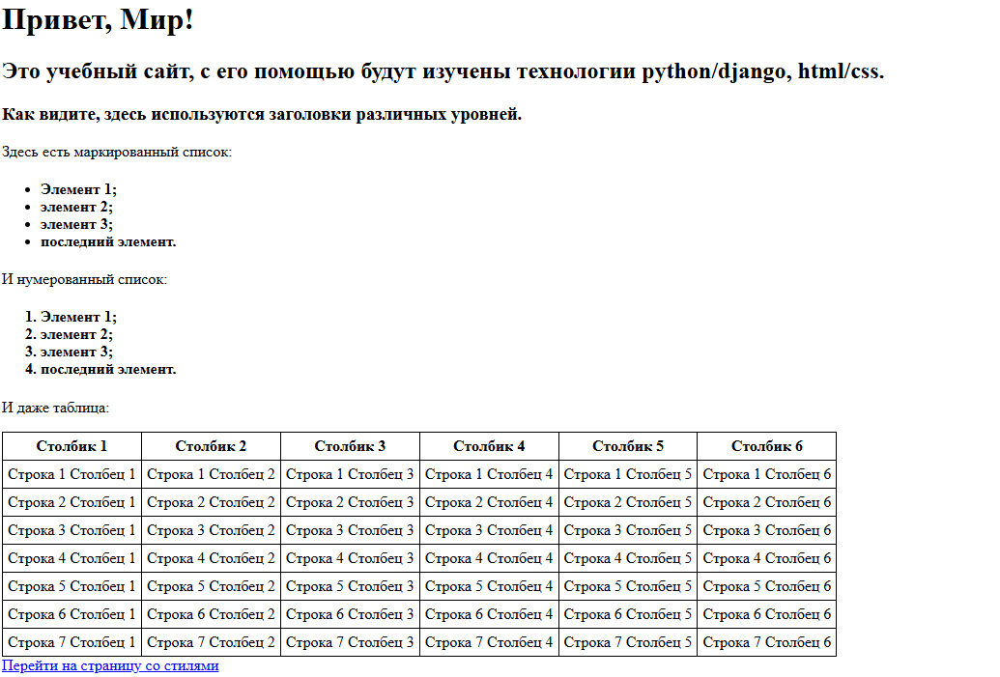 Привет, Мир!
Это учебный сайт, с его помощью будут изучены технологии python/django, html/css.
Как видите, здесь используются заголовки различных уровней.
Здесь есть маркированный список:
• Элемент 1;
• элемент 2;
• элемент 3;
• последний элемент.
И нумерованный список:
1. Элемент 1;
2. элемент 2;
3. элемент 3;
4. последний элемент.
И даже таблица:
Столбик 1 Столбик 2 Столбик 3 Столбик 4 Столбик 5 Столбик 6
Строка 1 Столбец 1 Строка 1 Столбец 2 Строка 1 Столбец 3 Строка 1 Столбец 4 Строка 1 Столбец 5 Строка 1 Столбец 6
Строка 2 Столбец 1 Строка 2 Столбец 2 Строка 2 Столбец 3 Строка 2 Столбец 4 Строка 2 Столбец 5 Строка 2 Столбец 6
Строка 3 Столбец 1 Строка 3 Столбец 2 Строка 3 Столбец 3 Строка 3 Столбец 4 Строка 3 Столбец 5 Строка 3 Столбец 6
Строка 4 Столбец 1 Строка 4 Столбец 2 Строка 4 Столбец 3 Строка 4 Столбец 4 Строка 4 Столбец 5 Строка 4 Столбец 6
Строка 5 Столбец 1 Строка 5 Столбец 2 Строка 5 Столбец 3 Строка 5 Столбец 4 Строка 5 Столбец 5 Строка 5 Столбец 6
Строка 6 Столбец 1 Строка 6 Столбец 2 Строка 6 Столбец 3 Строка 6 Столбец 4 Строка 6 Столбец 5 Строка 6 Столбец 6
Строка 7 Столбец 1 Строка 7 Столбец 2 Строка 7 Столбец 3 Строка 7 Столбец 4 Строка 7 Столбец 5 Строка 7 Столбец 6
Перейти на страницу со стилями